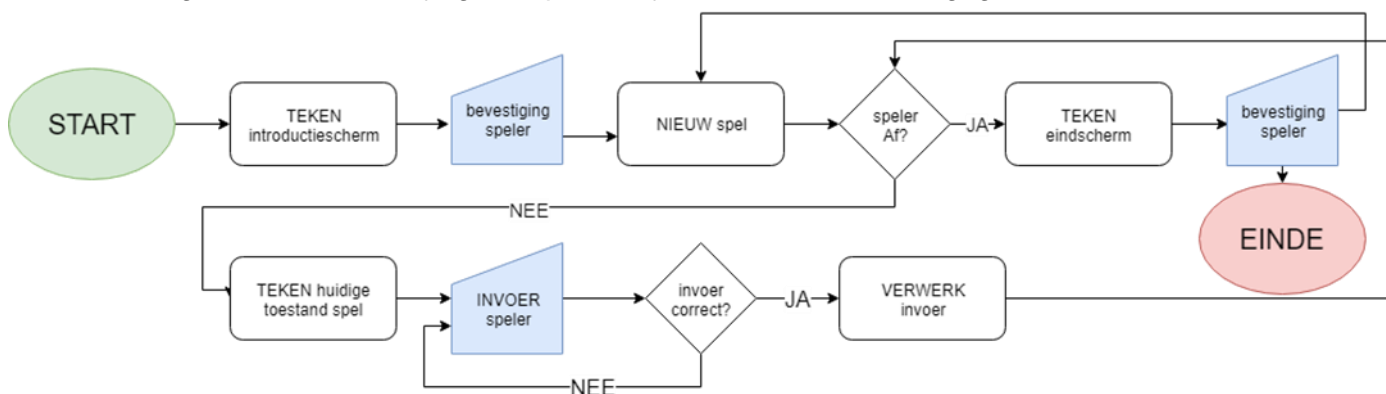 START
TEKEN
introductiescherm
bevestiging
speler
NIEUW spel
speler
Af?
JA
TEKEN
eindscherm
bevestiging
speler
NEE
EINDE
TEKEN huidige
toestand spel
INVOER
speler
invoer
correct?
JA
VERWERK
invoer
NEE